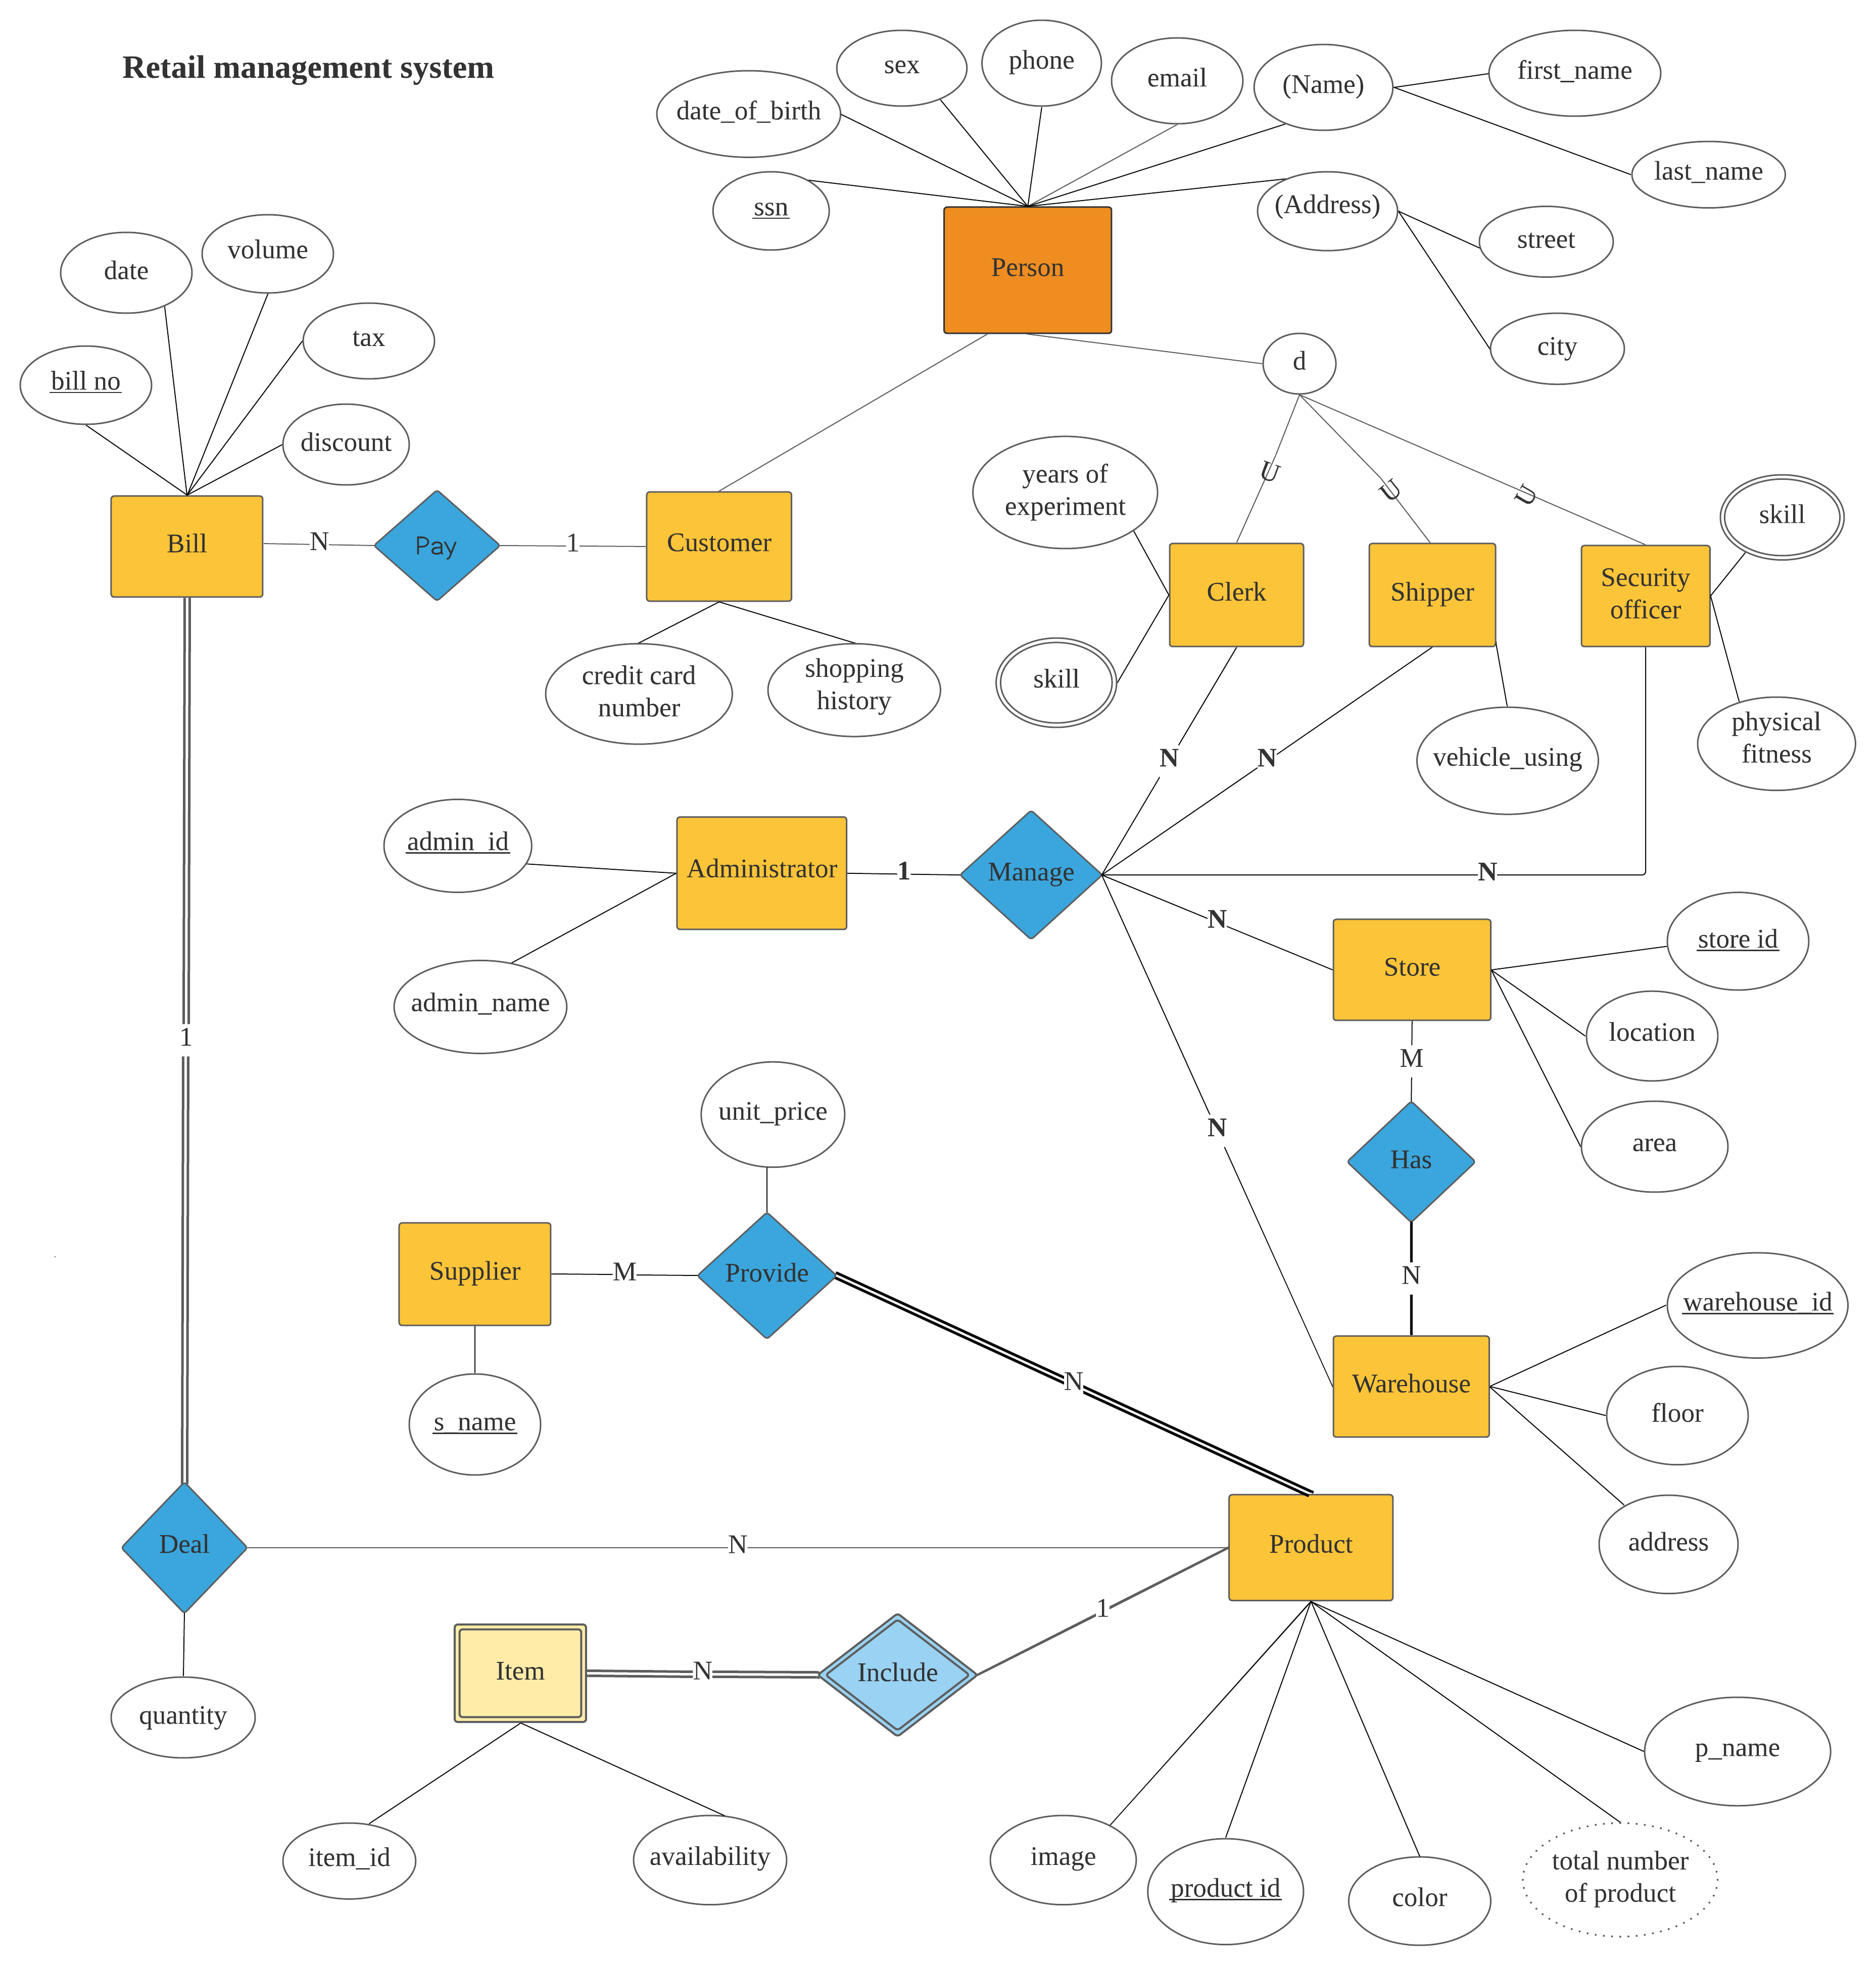 Retail management system
sex
phone
email
(Name)
first_name
date_of_birth
last_name
ssn
(Address)
street
city
Person
d
date
volume
tax
bill no
discount
Bill
N
Pay
1
Customer
credit card
number
shopping
history
years of
experiment
skill
U
U
U
Clerk
Shipper
Security
officer
skill
physical
fitness
vehicle_using
N
N
N
admin_id
admin_name
Administrator
1
Manage
N
N
Store
store id
location
area
M
Has
N
Warehouse
warehouse_id
floor
address
1
unit_price
Supplier
M
Provide
N
s_name
Deal
N
Product
quantity
Item
N
Include
1
item_id
availability
image
product id
color
total number
of product
p_name